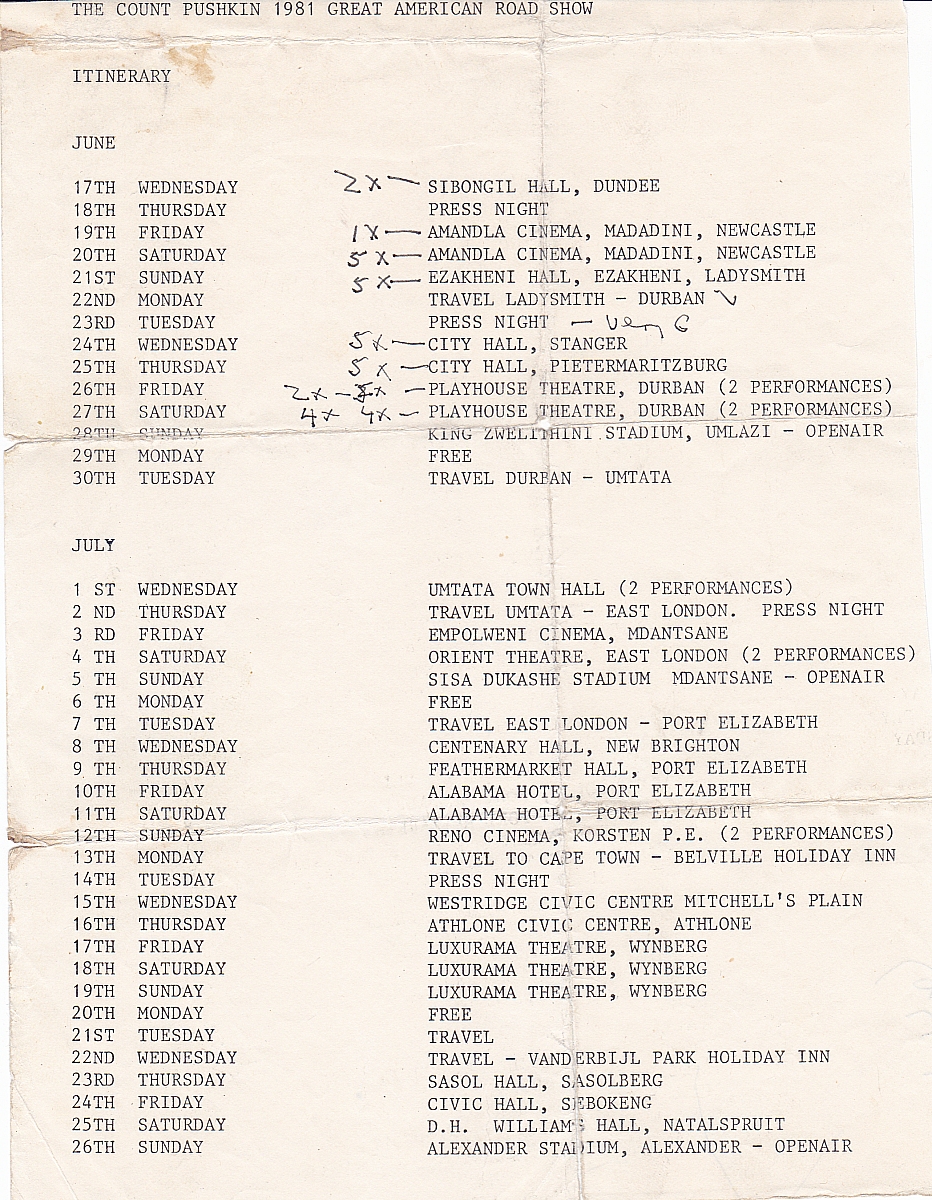 THE COUNT PUSHKIN 1981 GREAT AMERICAN ROAD SHOW
ITINERARY
JUNE
17TH WEDNESDAY 2x — SIBONGIL HALL, DUNDEE
18TH THURSDAY PRESS NIGHT
19TH FRIDAY 1x — AMANDLA CINEMA, MADADINI, NEWCASTLE
20TH SATURDAY 5x — AMANDLA CINEMA, MADADINI, NEWCASTLE
21ST SUNDAY 5x — EZAKHENI HALL, EZAKHENI, LADYSMITH
22ND MONDAY TRAVEL LADYSMITH - DURBAN
23RD TUESDAY PRESS NIGHT —
24TH WEDNESDAY 5x — CITY HALL, STANGER
25TH THURSDAY 5x — CITY HALL, PIETERMARITZBURG
26TH FRIDAY 2x — PLAYHOUSE THEATRE, DURBAN (2 PERFORMANCES)
27TH SATURDAY 4x 4x — PLAYHOUSE THEATRE, DURBAN (2 PERFORMANCES)
28TH SUNDAY KING ZWELITHINI STADIUM, UMLAZI - OPENAIR
29TH MONDAY FREE
30TH TUESDAY TRAVEL DURBAN - UMTATA
JULY
1 ST WEDNESDAY UMTATA TOWN HALL (2 PERFORMANCES)
2 ND THURSDAY TRAVEL UMTATA - EAST LONDON. PRESS NIGHT
3 RD FRIDAY EMPOLWENI CINEMA, MDANTSANE
4 TH SATURDAY ORIENT THEATRE, EAST LONDON (2 PERFORMANCES)
5 TH SUNDAY SISA DUKASHE STADIUM MDANTSANE - OPENAIR
6 TH MONDAY FREE
7 TH TUESDAY TRAVEL EAST LONDON - PORT ELIZABETH
8 TH WEDNESDAY CENTENARY HALL, NEW BRIGHTON
9 TH THURSDAY FEATHERMARKET HALL, PORT ELIZABETH
10TH FRIDAY ALABAMA HOTEL, PORT ELIZABETH
11TH SATURDAY ALABAMA HOTEL, PORT ELIZABETH
12TH SUNDAY RENO CINEMA, KORSTEN P.E. (2 PERFORMANCES)
13TH MONDAY TRAVEL TO CAPE TOWN - BELVILLE HOLIDAY INN
14TH TUESDAY PRESS NIGHT
15TH WEDNESDAY WESTRIDGE CIVIC CENTRE MITCHELL'S PLAIN
16TH THURSDAY ATHLONE CIVIC CENTRE, ATHLONE
17TH FRIDAY LUXURAMA THEATRE, WYNBERG
18TH SATURDAY LUXURAMA THEATRE, WYNBERG
19TH SUNDAY LUXURAMA THEATRE, WYNBERG
20TH MONDAY FREE
21ST TUESDAY TRAVEL
22ND WEDNESDAY TRAVEL - VANDERBIJL PARK HOLIDAY INN
23RD THURSDAY SASOL HALL, SASOLBERG
24TH FRIDAY CIVIC HALL, SEBOKENG
25TH SATURDAY D.H. WILLIAMS HALL, NATALSPRUIT
26TH SUNDAY ALEXANDER STADIUM, ALEXANDER - OPENAIR